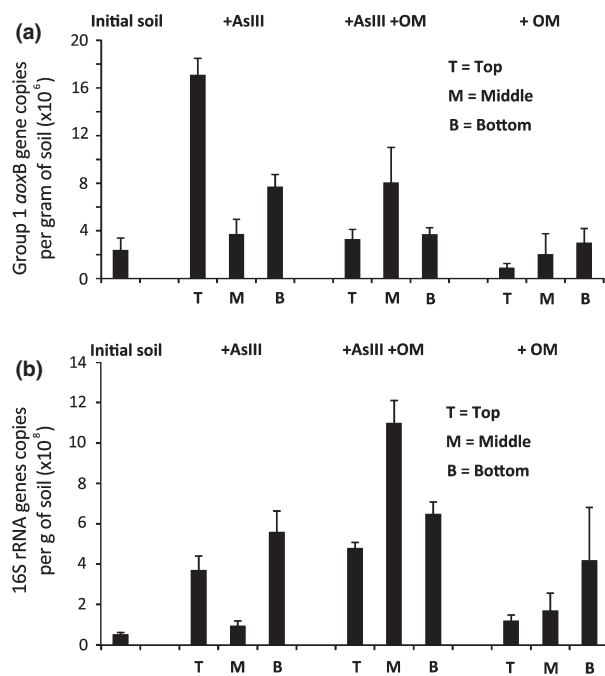 (a)
Initial soil +AsIII +AsIII +OM + OM
Group 1 aoxB gene copies
per gram of soil (x10⁶)
20
16
12
8
4
0
T = Top
M = Middle
B = Bottom
T M B T M B T M B
(b)
Initial soil +AsIII +AsIII +OM + OM
16S rRNA genes copies
per g of soil (x10⁸)
14
12
10
8
6
4
2
0
T = Top
M = Middle
B = Bottom
T M B T M B T M B